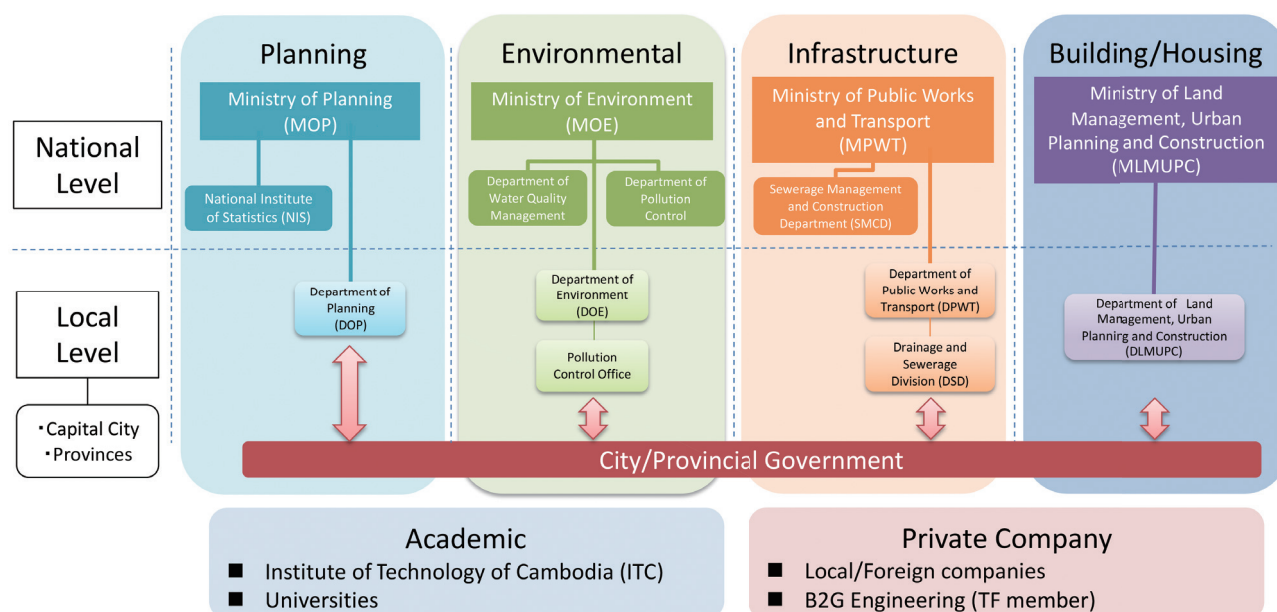 Planning
Environmental
Infrastructure
Building/Housing
National
Level
Ministry of Planning
(MOP)
National Institute
of Statistics (NIS)
Ministry of Environment
(MOE)
Department of
Water Quality
Management
Department of
Pollution
Control
Ministry of Public Works
and Transport
(MPWT)
Sewerage Management
and Construction
Department (SMCD)
Ministry of Land
Management, Urban
Planning and Construction
(MLMUPC)
Local
Level
・Capital City
・Provinces
Department of
Planning
(DOP)
Department of
Environment
(DOE)
Pollution
Control Office
Department of
Public Works and
Transport (DPWT)
Drainage and
Sewerage
Division (DSD)
Department of Land
Management, Urban
Planning and Construction
(DLMUPC)
City/Provincial Government
Academic
■ Institute of Technology of Cambodia (ITC)
■ Universities
Private Company
■ Local/Foreign companies
■ B2G Engineering (TF member)